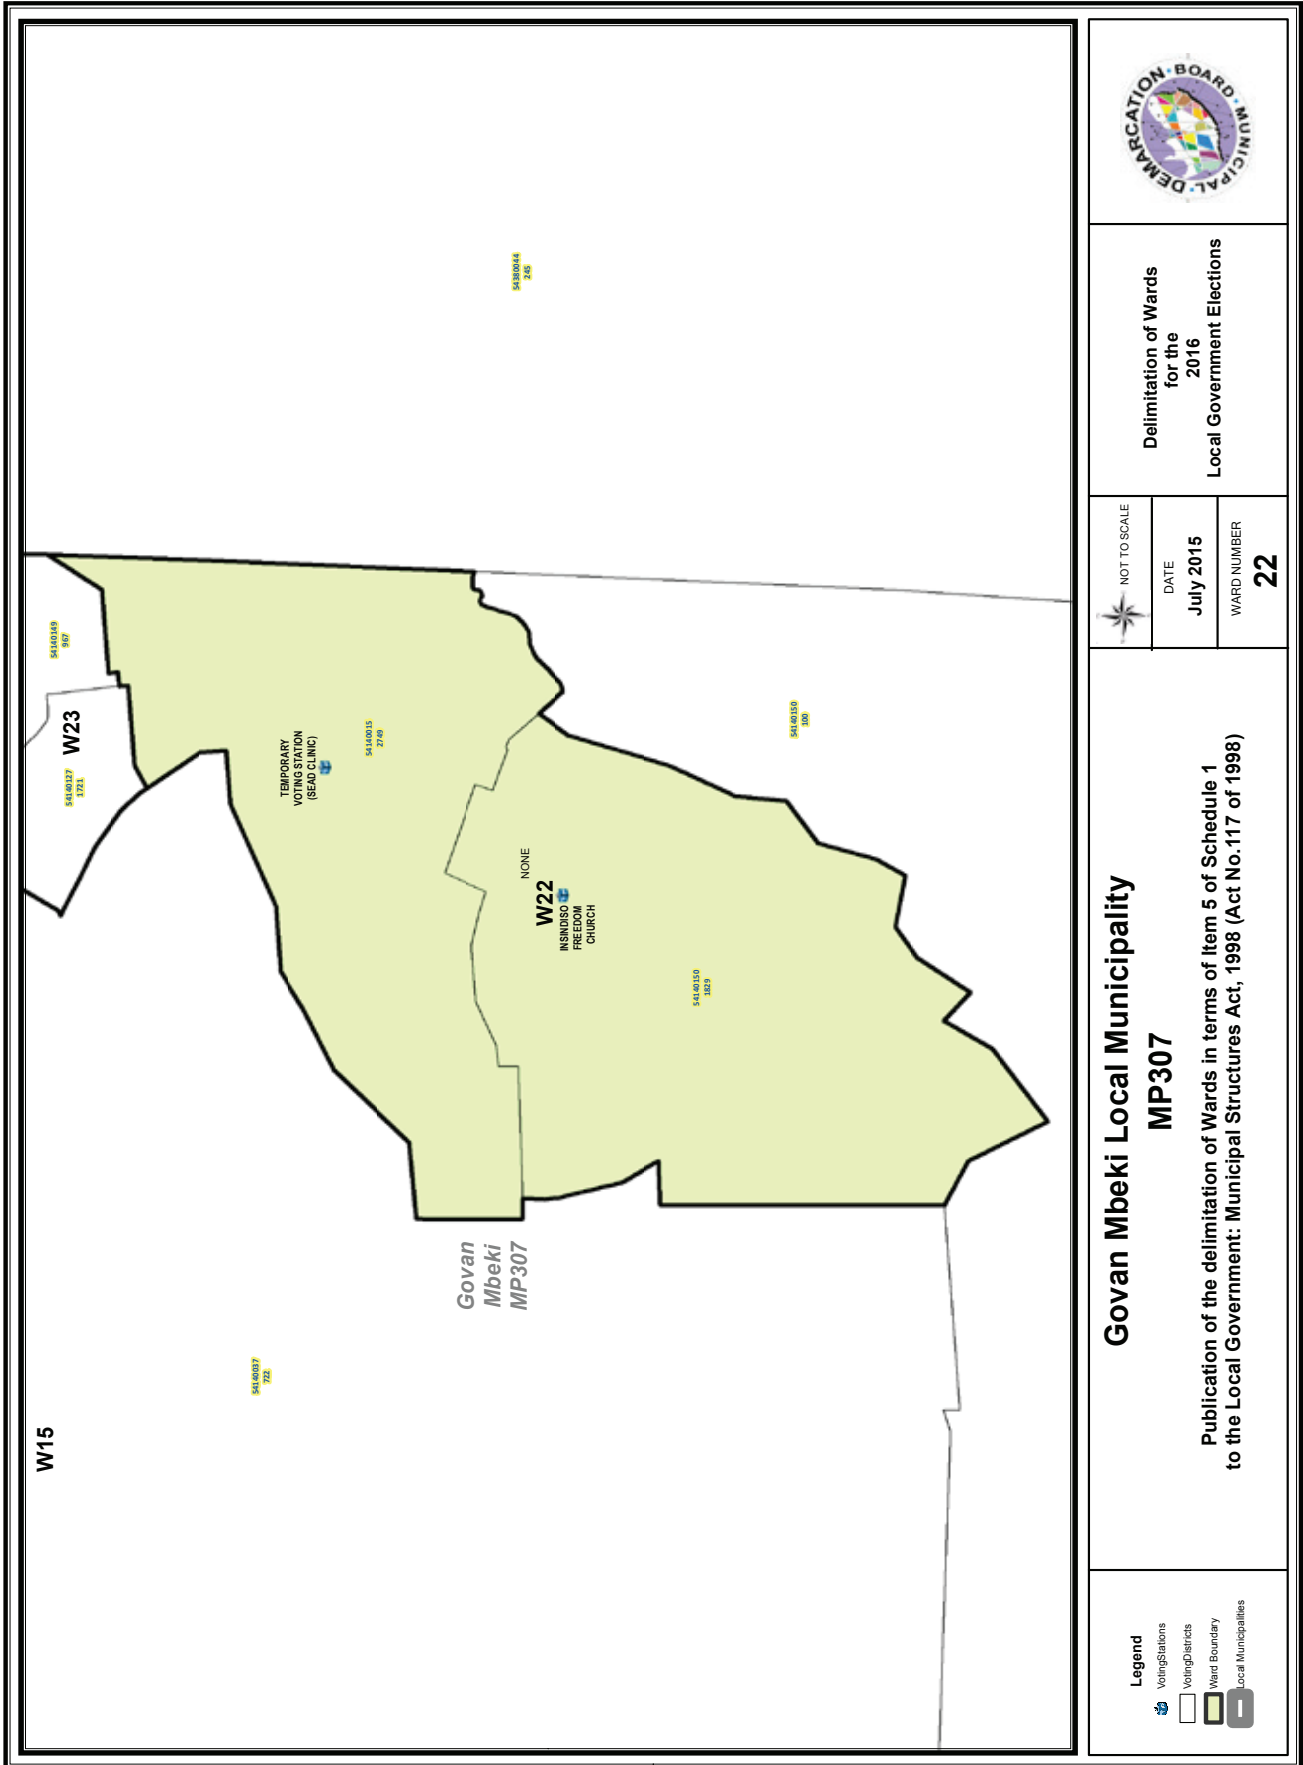 W15
54140037
722
Govan
Mbeki
MP307
W23
54140127
1721
54140149
967
TEMPORARY
VOTING STATION
(SEAD CLINIC)
54140015
2749
NONE
W22
INSINDISO
FREEDOM
CHURCH
54140150
1829
54140150
100
54380044
245
Legend
VotingStations
VotingDistricts
Ward Boundary
Local Municipalities
Govan Mbeki Local Municipality
MP307
Publication of the delimitation of Wards in terms of Item 5 of Schedule 1
to the Local Government: Municipal Structures Act, 1998 (Act No.117 of 1998)
NOT TO SCALE
DATE
July 2015
WARD NUMBER
22
Delimitation of Wards
for the
2016
Local Government Elections
MUNICIPAL · DEMARCATION · BOARD ·